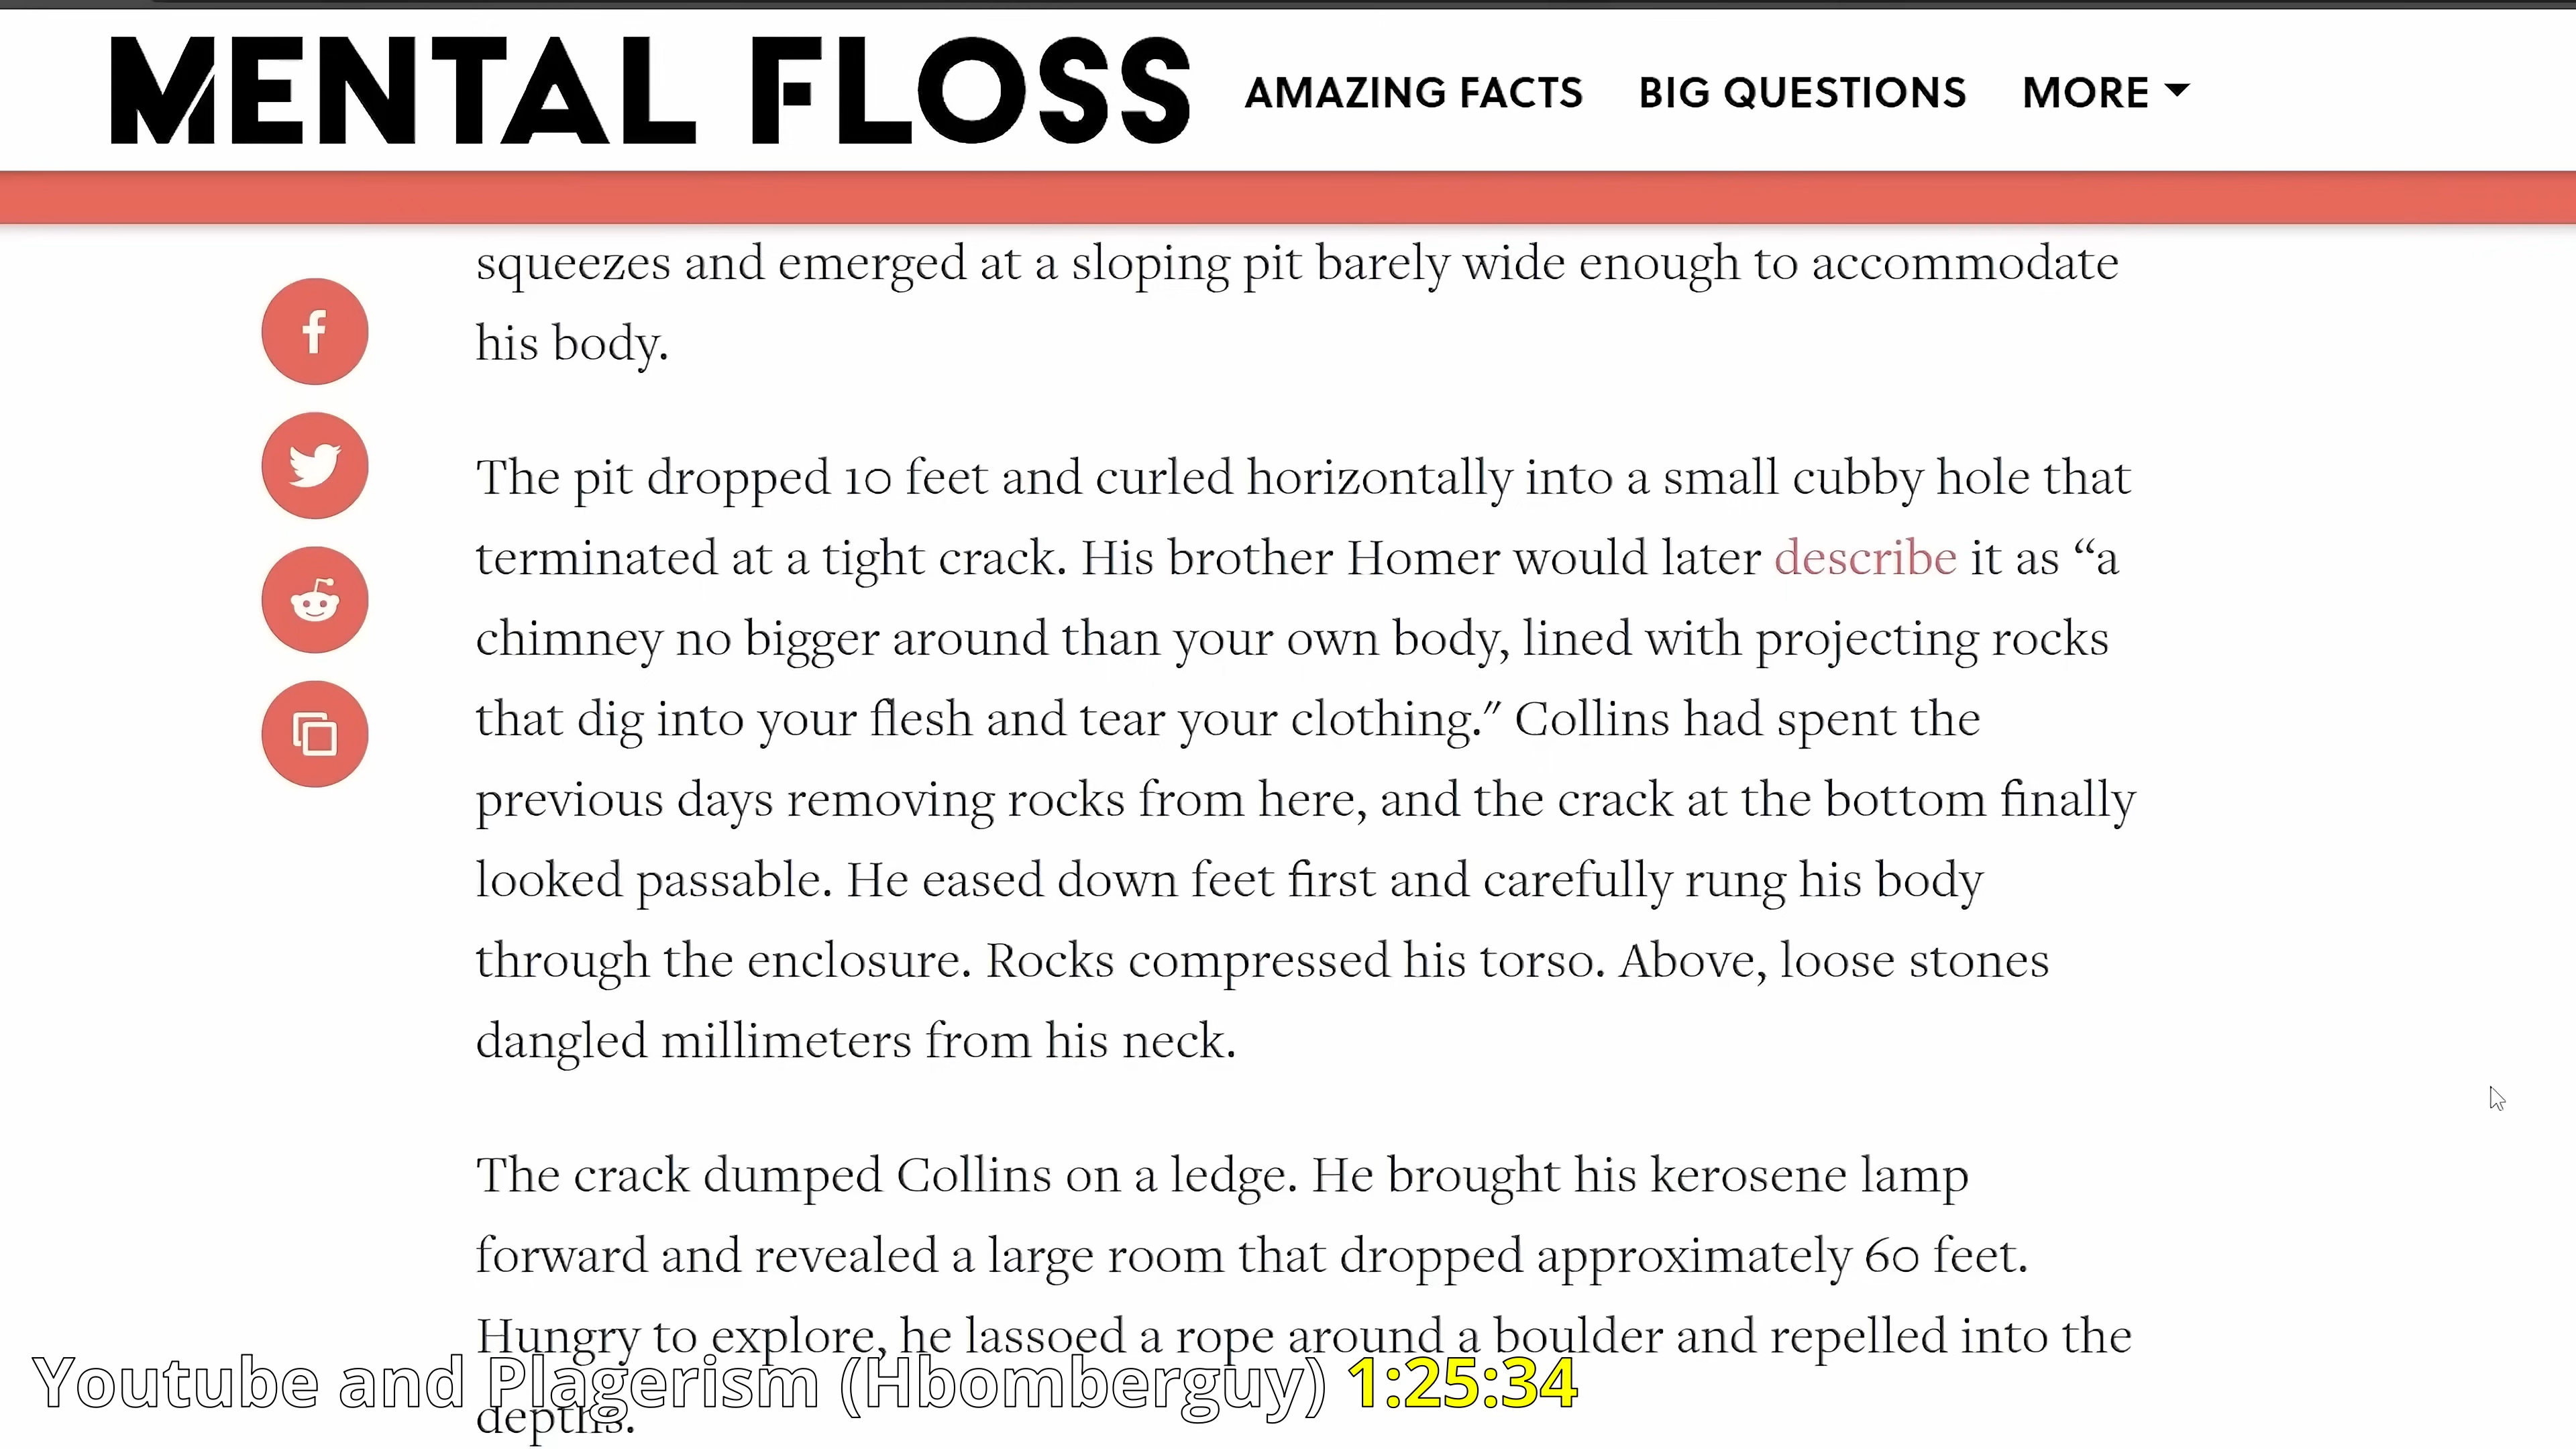 MENTAL FLOSS AMAZING FACTS BIG QUESTIONS MORE
squeezes and emerged at a sloping pit barely wide enough to accommodate
his body.
The pit dropped 10 feet and curled horizontally into a small cubby hole that
terminated at a tight crack. His brother Homer would later describe it as “a
chimney no bigger around than your own body, lined with projecting rocks
that dig into your flesh and tear your clothing." Collins had spent the
previous days removing rocks from here, and the crack at the bottom finally
looked passable. He eased down feet first and carefully rung his body
through the enclosure. Rocks compressed his torso. Above, loose stones
dangled millimeters from his neck.
The crack dumped Collins on a ledge. He brought his kerosene lamp
forward and revealed a large room that dropped approximately 60 feet.
Hungry to explore, he lassoed a rope around a boulder and repelled into the
depths.
Youtube and Plagerism (Hbomberguy) 1:25:34